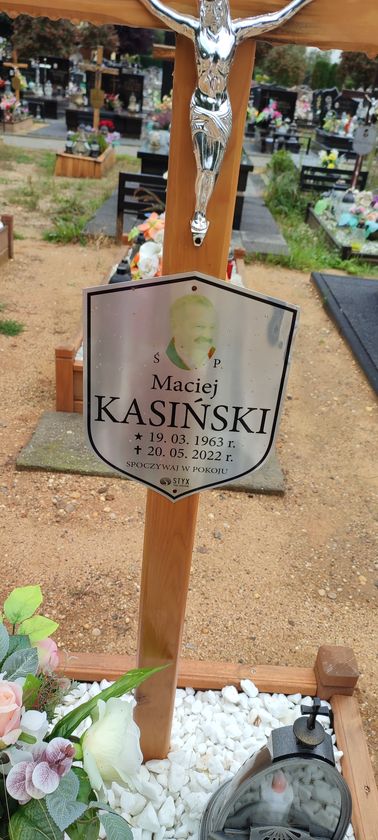 Ś P.
Maciej
KASIŃSKI
★ 19. 03. 1963 r.
✝ 20. 05. 2022 r.
SPOCZYWAJ W POKOJU
STYX